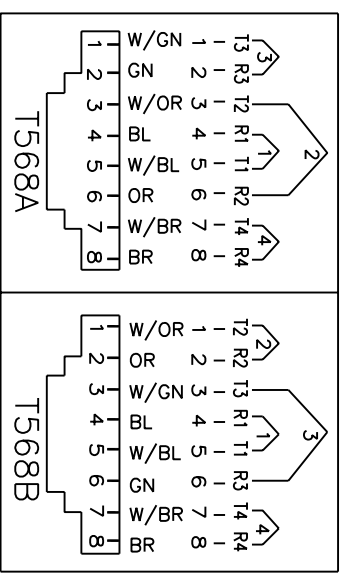 1 W/GN 1 - T3
2 GN 2 - R3
3 W/OR 3 - T2
4 BL 4 - R1
5 W/BL 5 - T1
6 OR 6 - R2
7 W/BR 7 - T4
8 BR 8 - R4
3
1
4
2
T568A
1 W/OR 1 - T2
2 OR 2 - R2
3 W/GN 3 - T3
4 BL 4 - R1
5 W/BL 5 - T1
6 GN 6 - R3
7 W/BR 7 - T4
8 BR 8 - R4
2
1
4
3
T568B